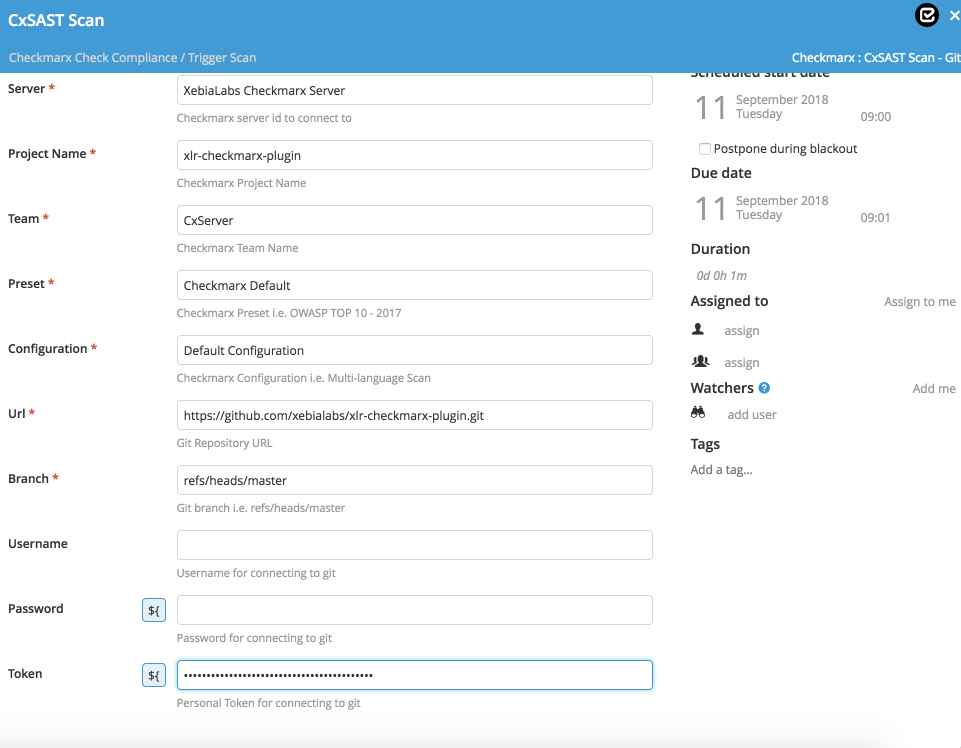 CxSAST Scan
Checkmarx Check Compliance / Trigger Scan
Checkmarx : CxSAST Scan - Git
Server *
XebiaLabs Checkmarx Server
Checkmarx server id to connect to
Project Name *
xlr-checkmarx-plugin
Checkmarx Project Name
Team *
CxServer
Checkmarx Team Name
Preset *
Checkmarx Default
Checkmarx Preset i.e. OWASP TOP 10 - 2017
Configuration *
Default Configuration
Checkmarx Configuration i.e. Multi-language Scan
Url *
https://github.com/xebialabs/xlr-checkmarx-plugin.git
Git Repository URL
Branch *
refs/heads/master
Git branch i.e. refs/heads/master
Username
Username for connecting to git
Password
${
Password for connecting to git
Token
${
Personal Token for connecting to git
Scheduled start date
11 September 2018
Tuesday
09:00
Postpone during blackout
Due date
11 September 2018
Tuesday
09:01
Duration
0d 0h 1m
Assigned to
Assign to me
assign
assign
Watchers ?
Add me
add user
Tags
Add a tag...